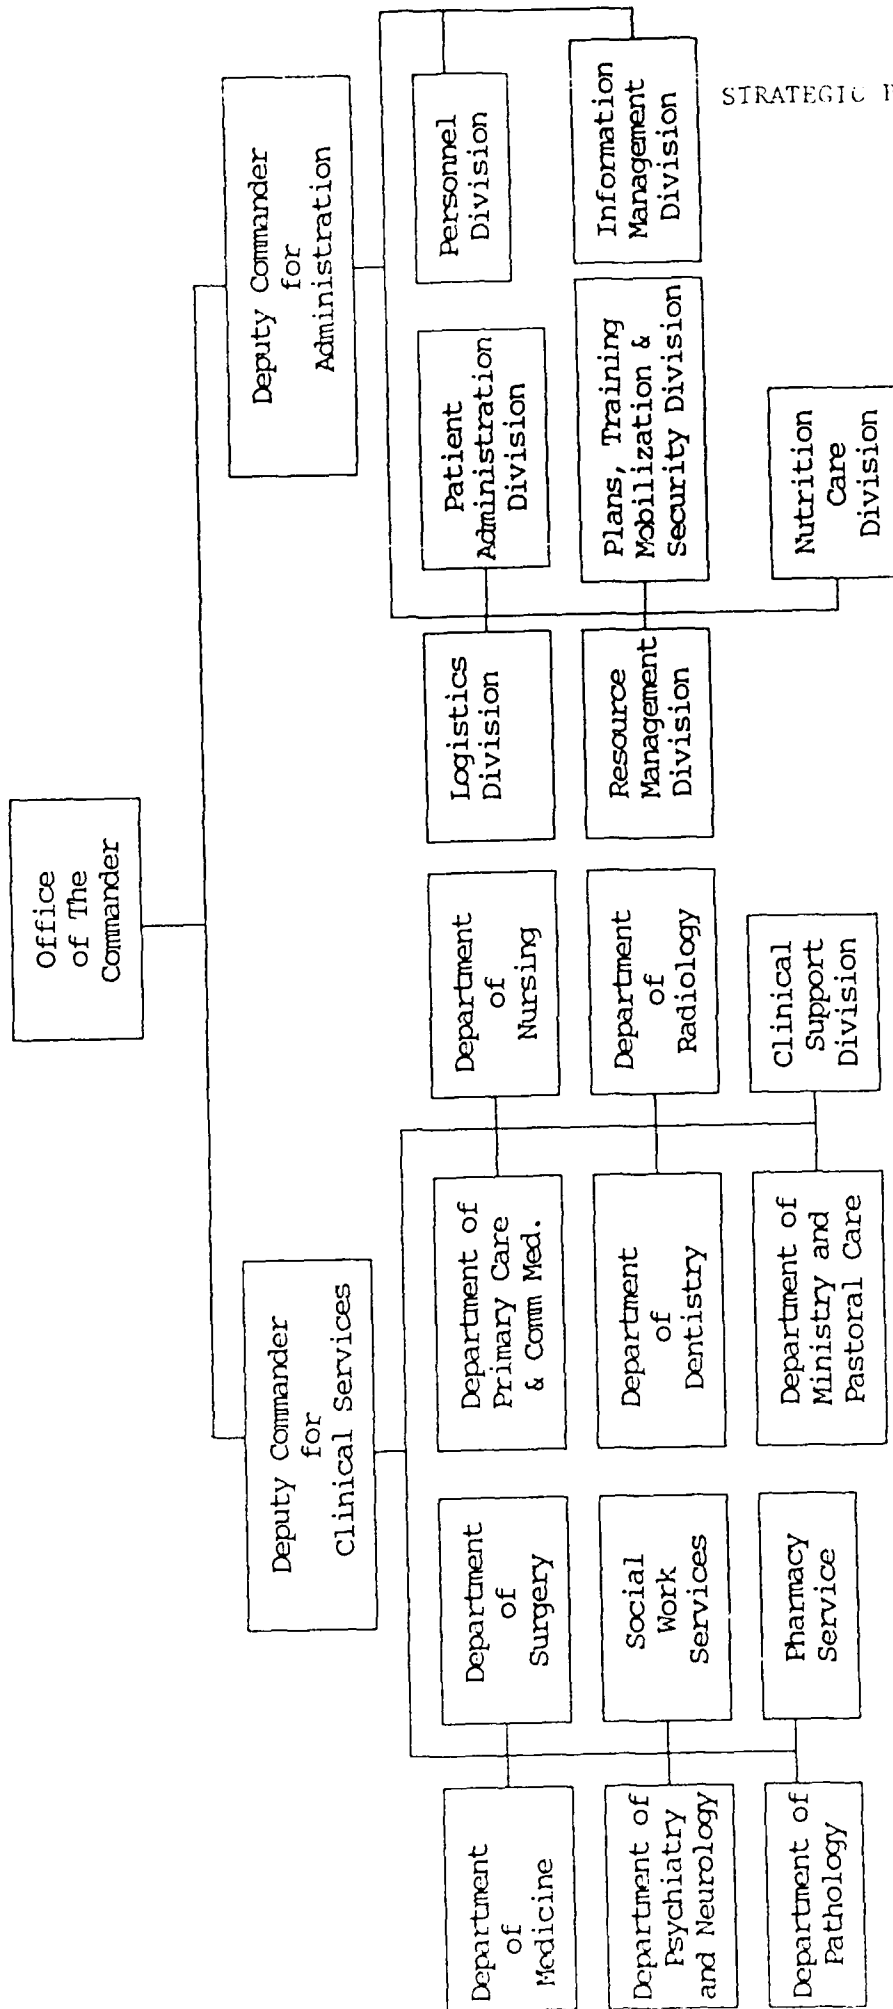 Office
of The
Commander
Deputy Commander
for
Clinical Services
Deputy Commander
for
Administration
Department
of
Medicine
Department
of
Surgery
Department of
Primary Care
& Comm Med.
Department
of
Nursing
Logistics
Division
Patient
Administration
Division
Personnel
Division
Department of
Psychiatry
and Neurology
Social
Work
Services
Department
of
Dentistry
Department
of
Radiology
Resource
Management
Division
Plans, Training
Mobilization &
Security Division
Information
Management
Division
Department of
Pathology
Pharmacy
Service
Department of
Ministry and
Pastoral Care
Clinical
Support
Division
Nutrition
Care
Division
STRATEGIC